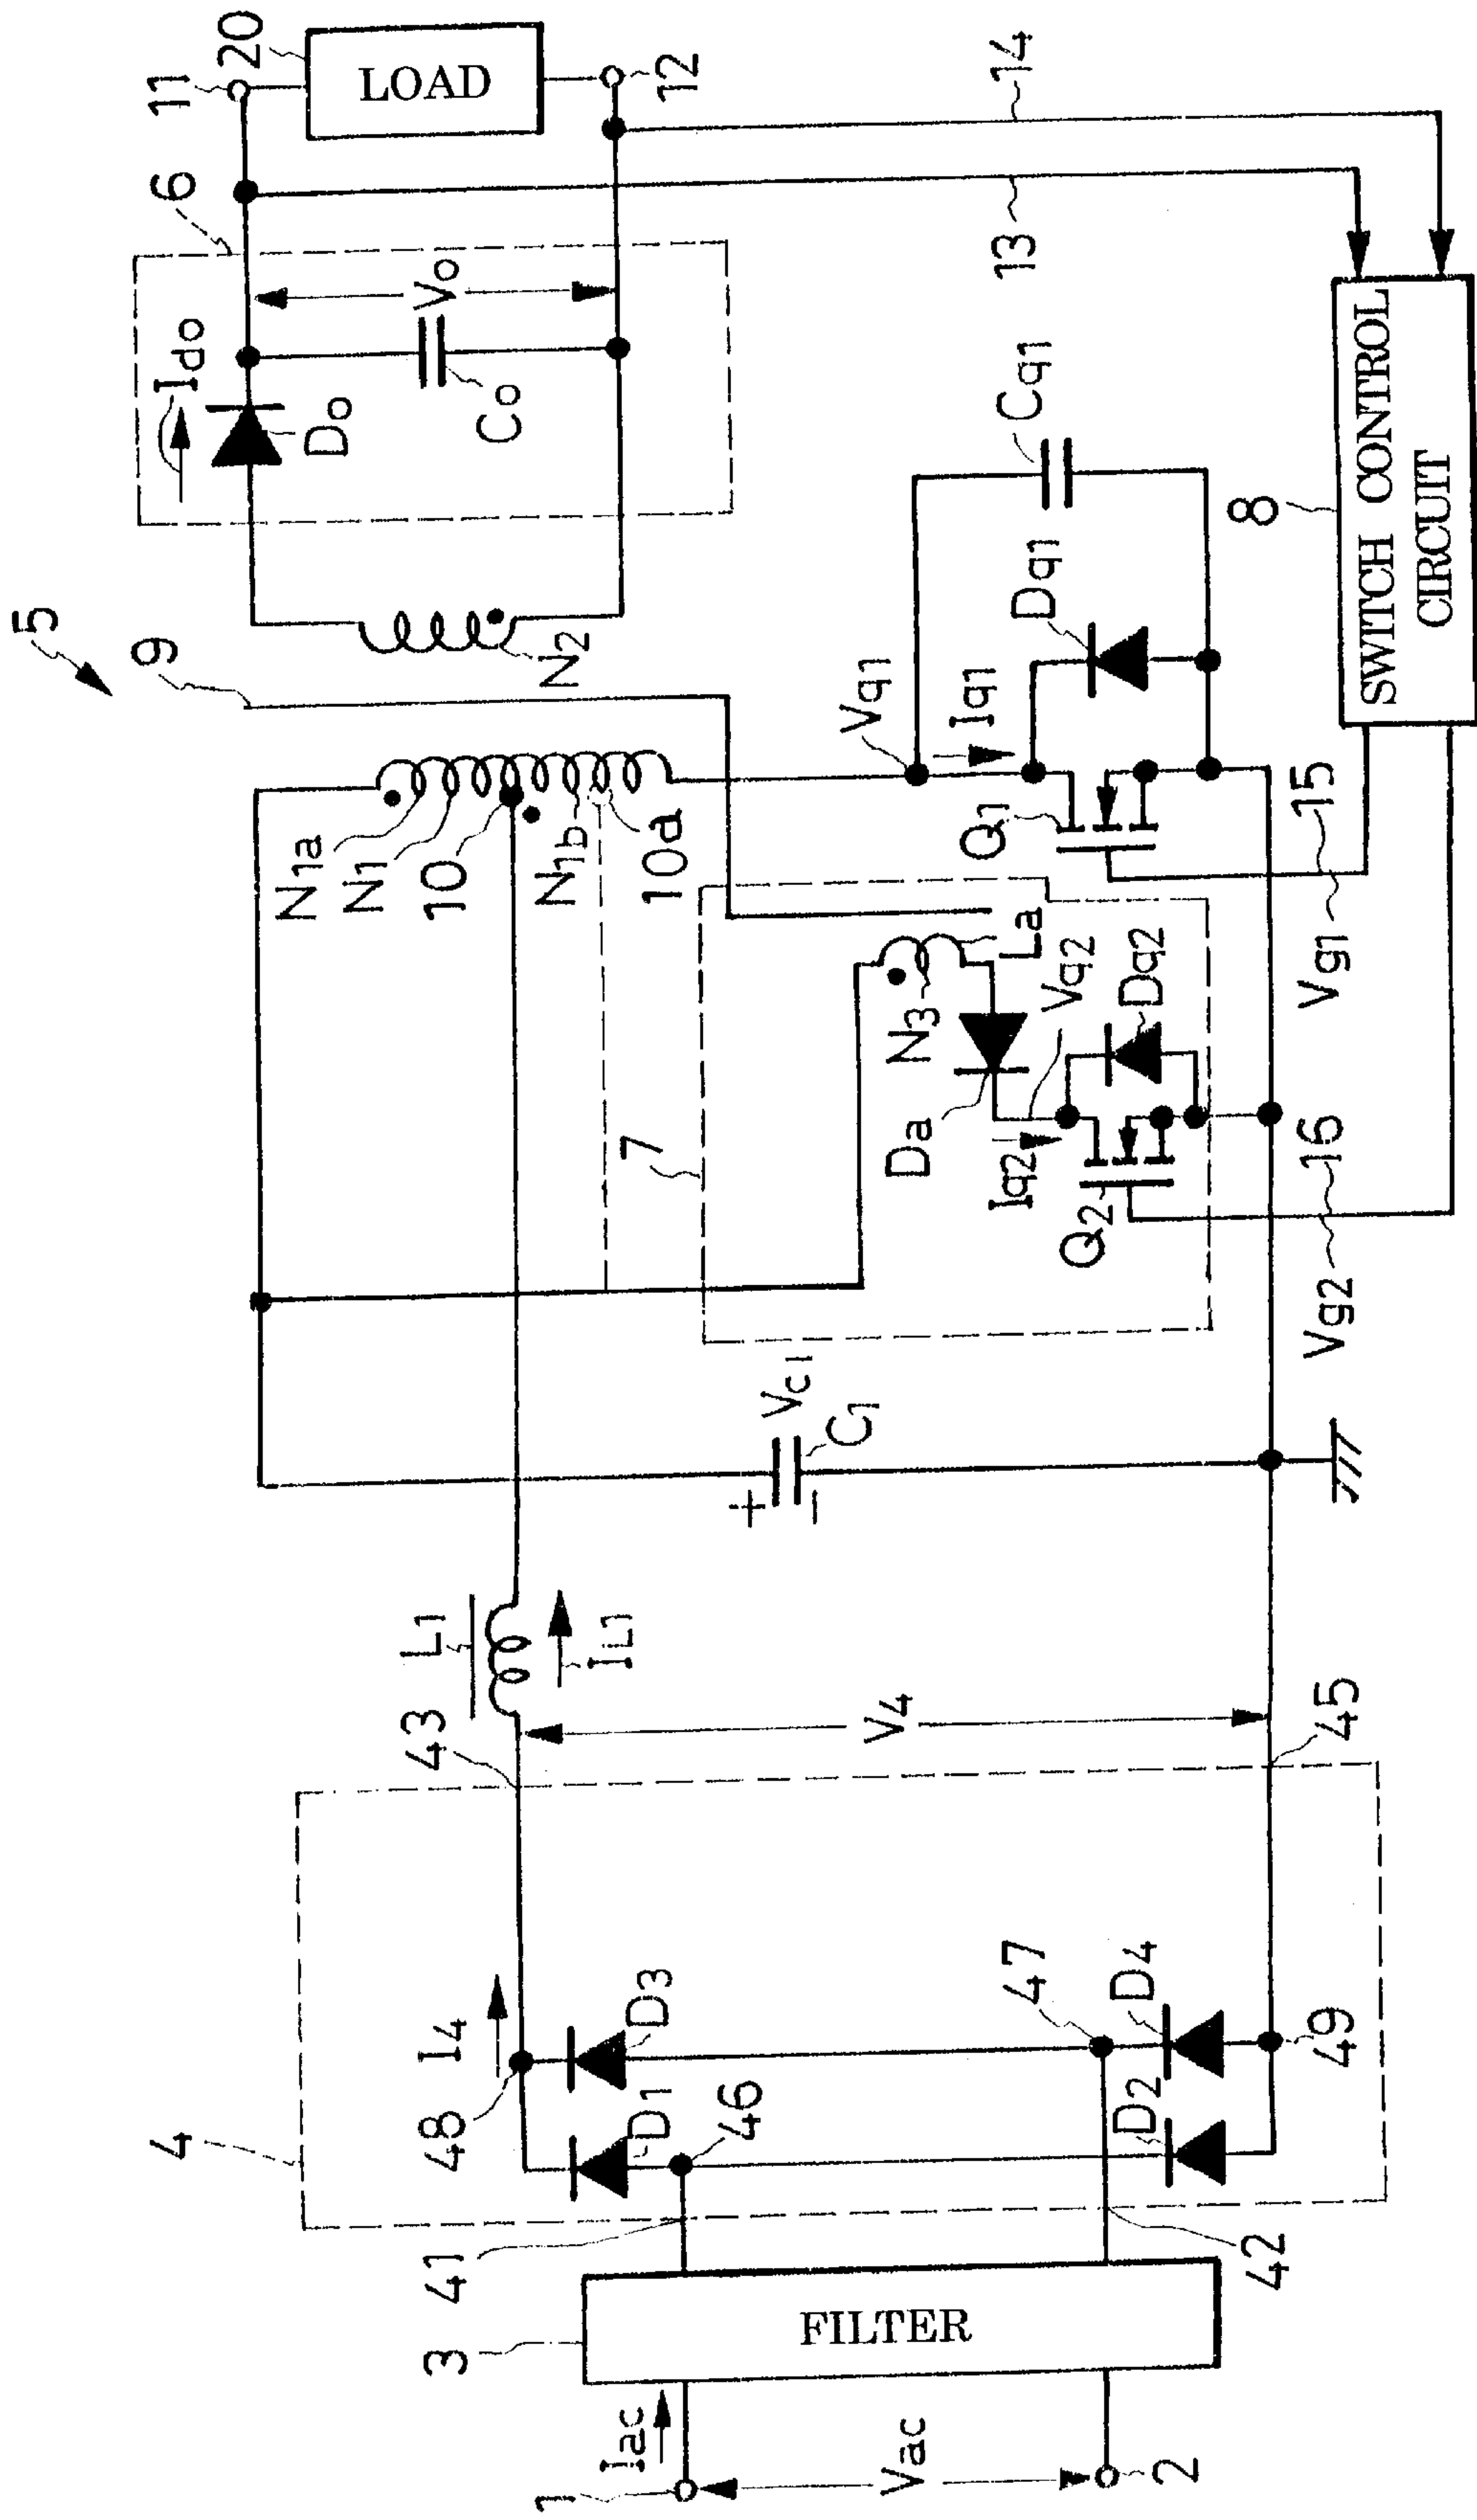 5
9
6
11
20
LOAD
12
14
13
Ido
Do
Vo
Co
N2
N1a
N1
10
N1b
10a
Vq1
Iq1
Q1
Dq1
Cq1
8
SWITCH CONTROL
CIRCUIT
15
Vg1
16
Vg2
7
N3
La
Da
Vq2
Iq2
Q2
Dq2
Vc1
C1
+
−
L1
IL1
43
V4
45
4
I4
48
D3
D1
46
47
D4
D2
49
41
42
3
FILTER
Iac
1
Vac
2